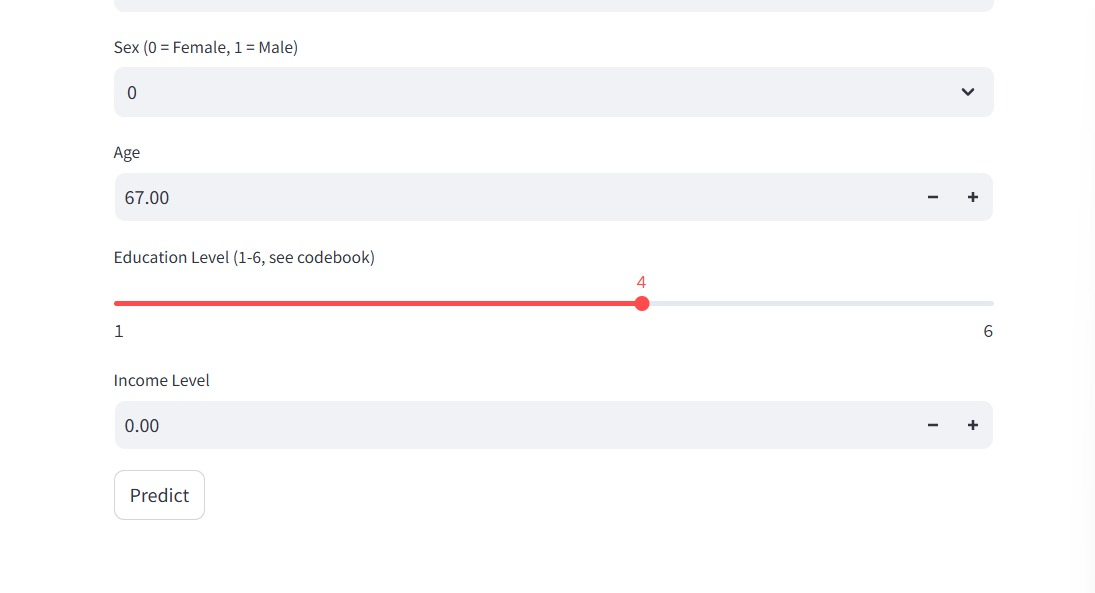 Sex (0 = Female, 1 = Male)
0
Age
67.00
Education Level (1-6, see codebook)
4
1 6
Income Level
0.00
Predict